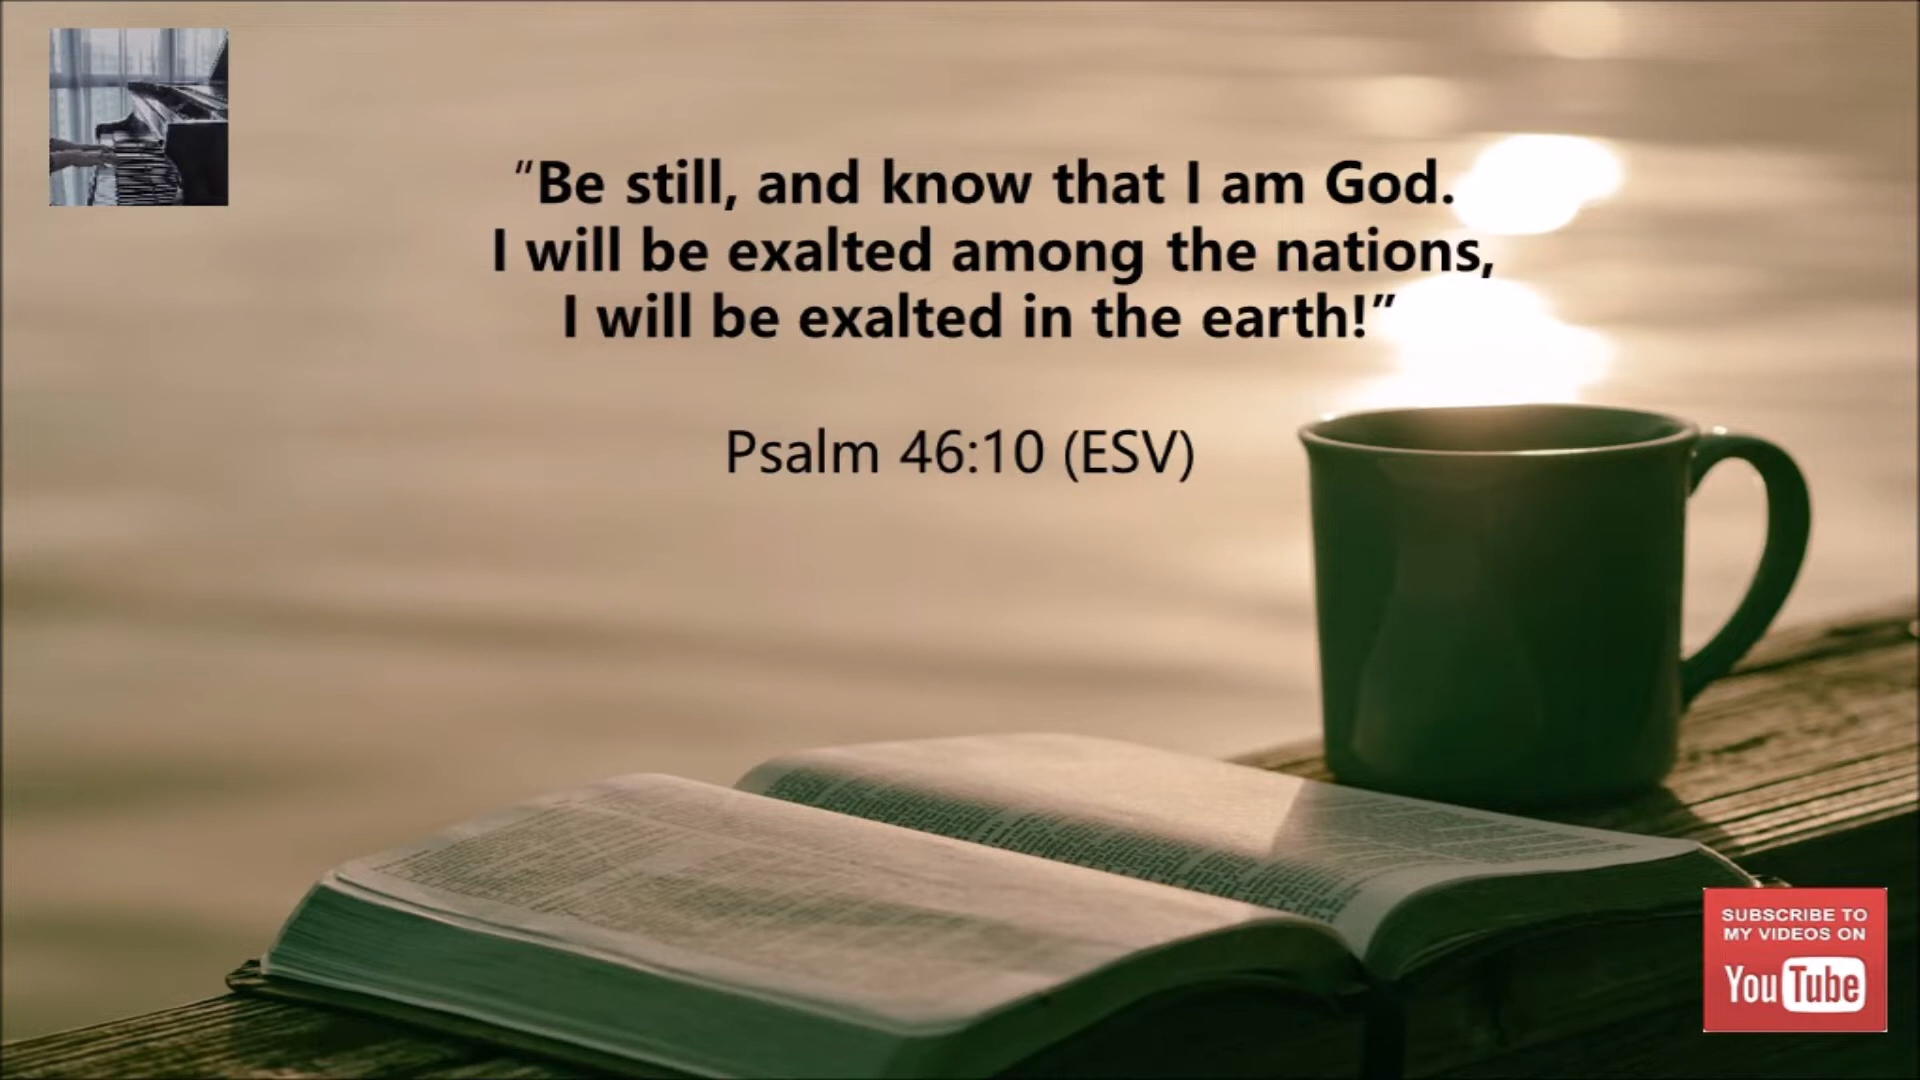 "Be still, and know that I am God.
I will be exalted among the nations,
I will be exalted in the earth!”
Psalm 46:10 (ESV)
SUBSCRIBE TO
MY VIDEOS ON
YouTube